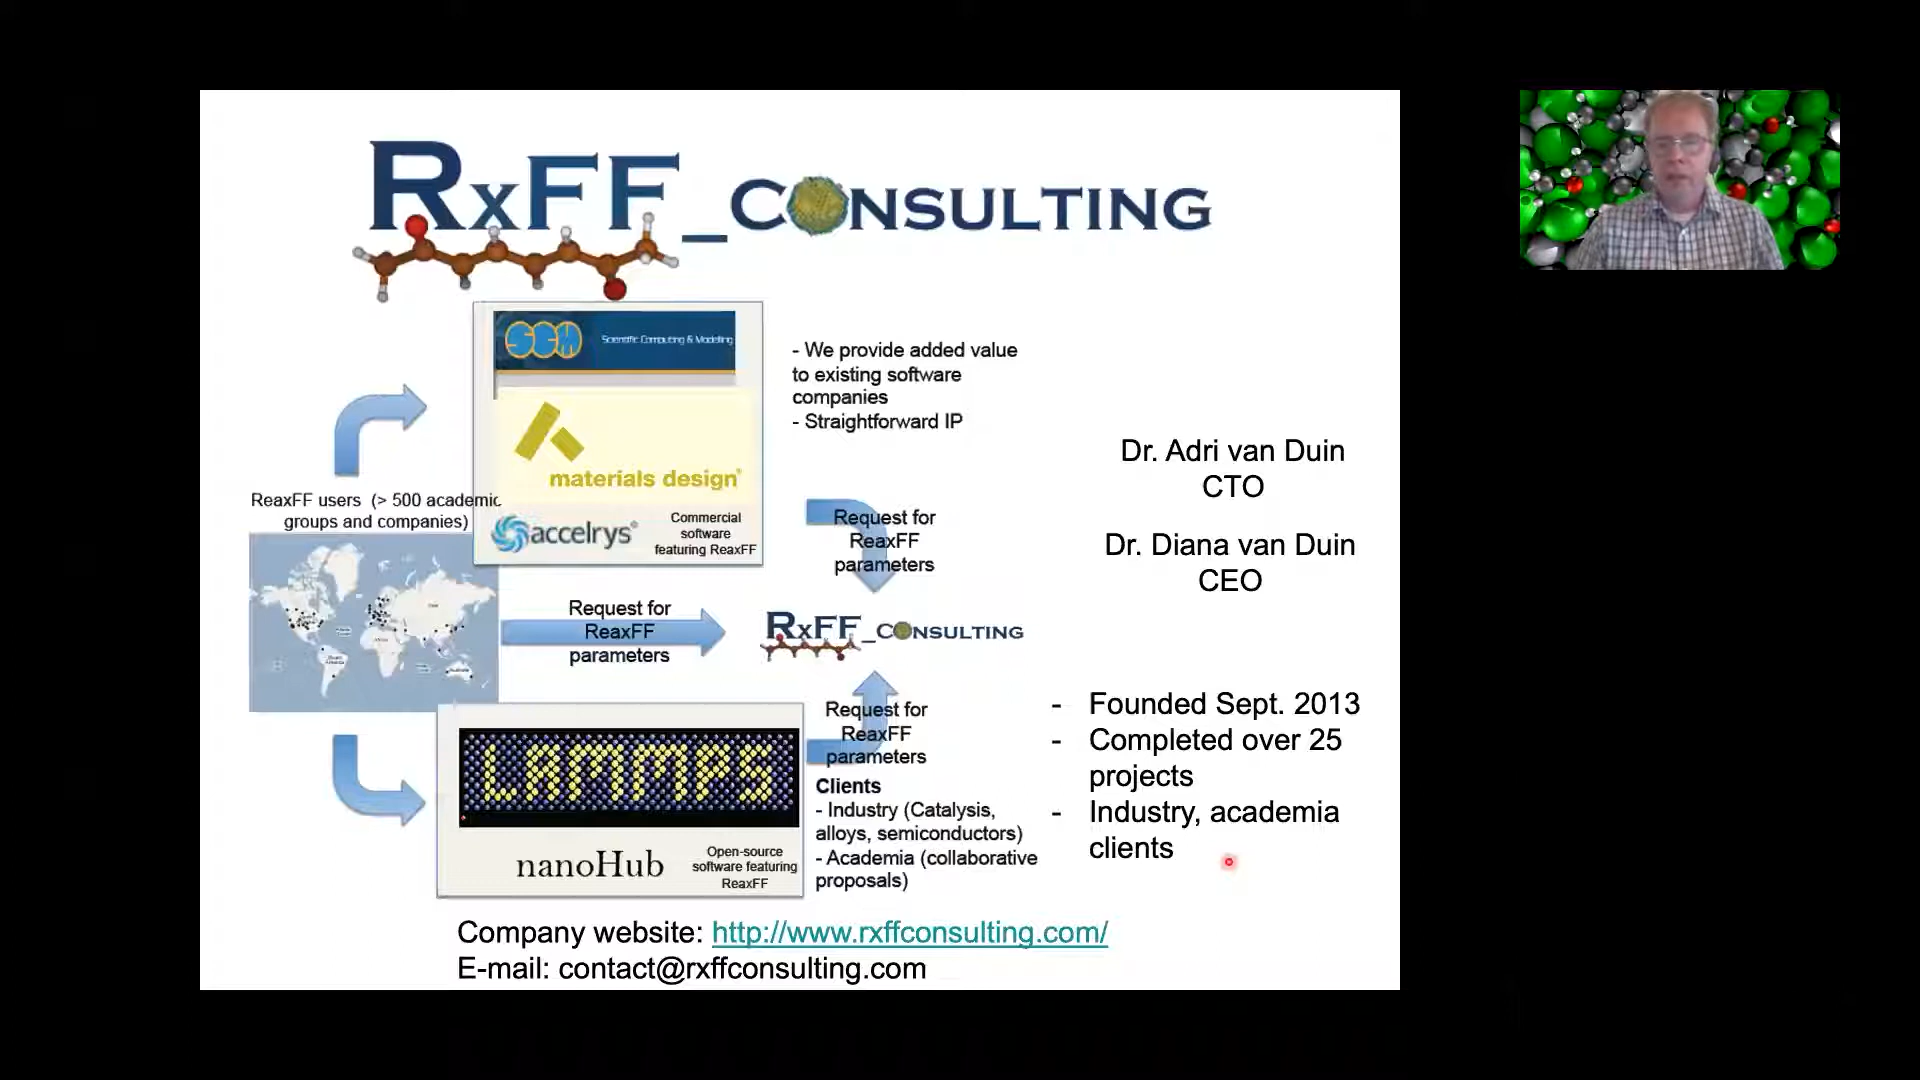 RxFF_CONSULTING
SCM Scientific Computing & Modelling
- We provide added value
to existing software
companies
- Straightforward IP
materials design®
accelrys®
Commercial
software
featuring ReaxFF
ReaxFF users (> 500 academic
groups and companies)
Request for
ReaxFF
parameters
Dr. Adri van Duin
CTO
Dr. Diana van Duin
CEO
Request for
ReaxFF
parameters
RxFF_CONSULTING
Request for
ReaxFF
parameters
LAMMPS
nanoHub
Open-source
software featuring
ReaxFF
Clients
- Industry (Catalysis,
alloys, semiconductors)
- Academia (collaborative
proposals)
- Founded Sept. 2013
- Completed over 25
projects
- Industry, academia
clients
Company website: http://www.rxffconsulting.com/
E-mail: contact@rxffconsulting.com